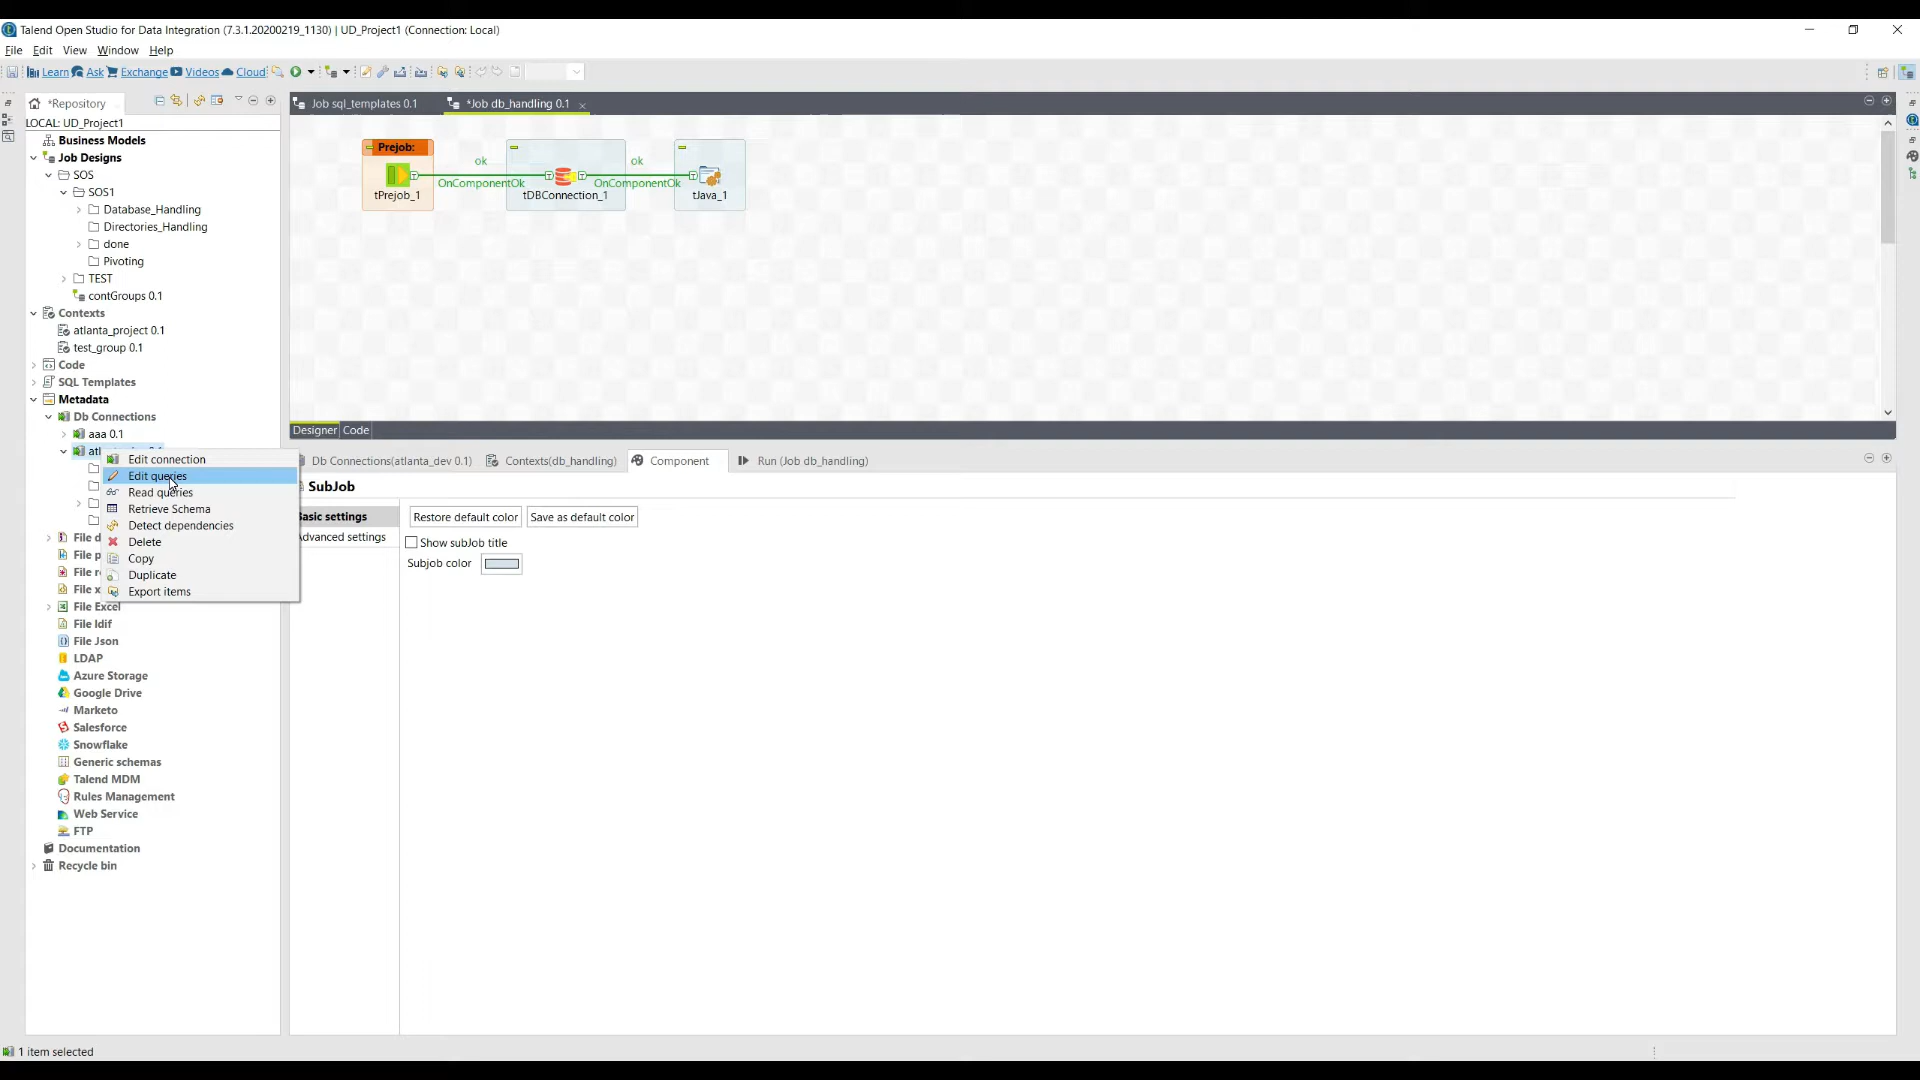 Talend Open Studio for Data Integration (7.3.1.20200219_1130) | UD_Project1 (Connection: Local)
File Edit View Window Help
Learn Ask Exchange Videos Cloud
*Repository
LOCAL: UD_Project1
Business Models
Job Designs
SOS
SOS1
Database_Handling
Directories_Handling
done
Pivoting
TEST
contGroups 0.1
Contexts
atlanta_project 0.1
test_group 0.1
Code
SQL Templates
Metadata
Db Connections
aaa 0.1
Edit connection
Edit queries
Read queries
Retrieve Schema
Detect dependencies
Delete
Copy
Duplicate
Export items
File Excel
File ldif
File Json
LDAP
Azure Storage
Google Drive
Marketo
Salesforce
Snowflake
Generic schemas
Talend MDM
Rules Management
Web Service
FTP
Documentation
Recycle bin
Job sql_templates 0.1 *Job db_handling 0.1
Prejob:
ok ok
OnComponentOk OnComponentOk
tPrejob_1 tDBConnection_1 tJava_1
Designer Code
Db Connections(atlanta_dev 0.1) Contexts(db_handling) Component Run (Job db_handling)
SubJob
Basic settings
Advanced settings
Restore default color Save as default color
Show subJob title
Subjob color
1 item selected